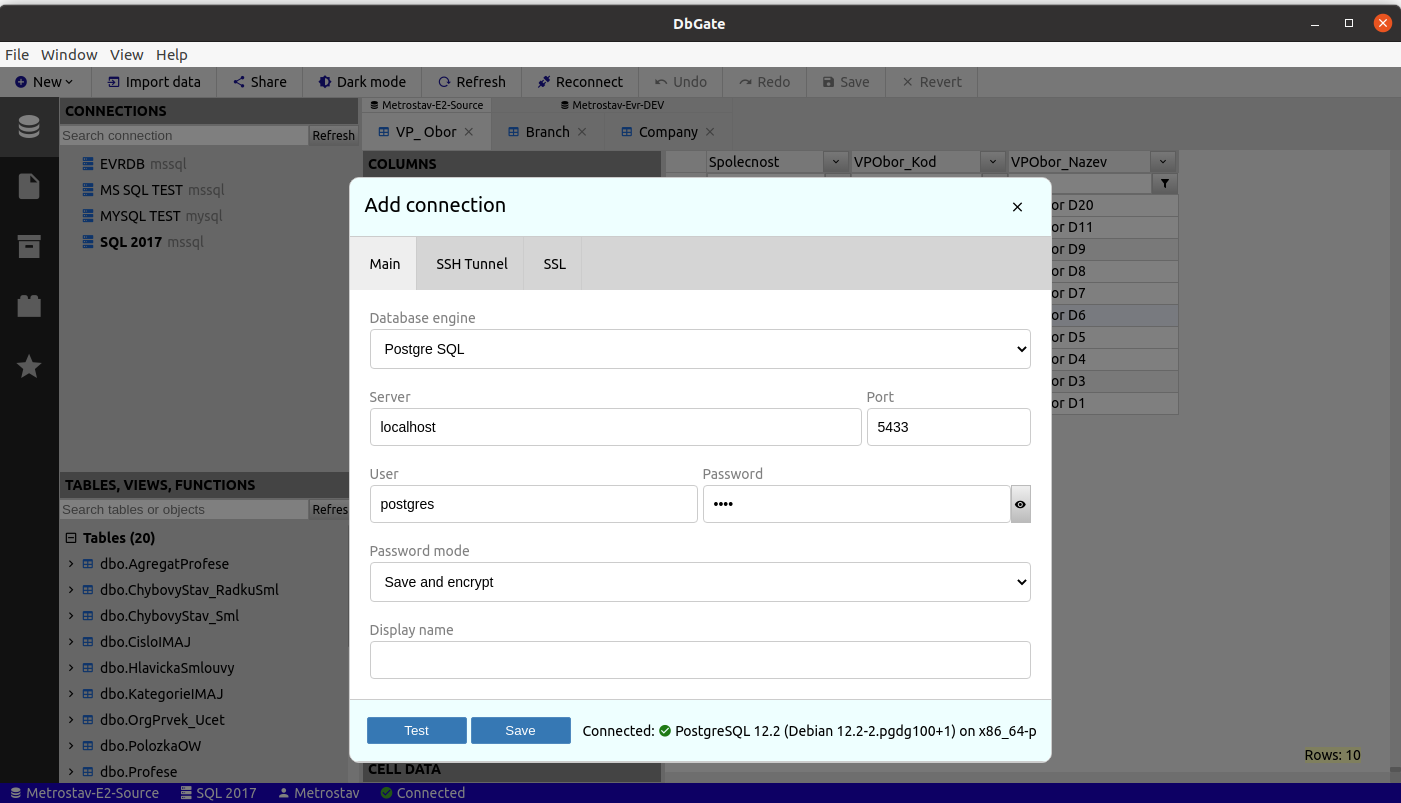 DbGate
File Window View Help
New Import data Share Dark mode Refresh Reconnect Undo Redo Save Revert
CONNECTIONS
Search connection Refresh
EVRDB mssql
MS SQL TEST mssql
MYSQL TEST mysql
SQL 2017 mssql
TABLES, VIEWS, FUNCTIONS
Search tables or objects Refres
Tables (20)
dbo.AgregatProfese
dbo.ChybovyStav_RadkuSml
dbo.ChybovyStav_Sml
dbo.CisloIMAJ
dbo.HlavickaSmlouvy
dbo.KategorieIMAJ
dbo.OrgPrvek_Ucet
dbo.PolozkaOW
dbo.Profese
Metrostav-E2-Source Metrostav-Evr-DEV
VP_ Obor Branch Company
COLUMNS
Spolecnost VPObor_Kod VPObor_Nazev
or D20
or D11
or D9
or D8
or D7
or D6
or D5
or D4
or D3
or D1
Add connection
Main SSH Tunnel SSL
Database engine
Postgre SQL
Server Port
localhost 5433
User Password
postgres ••••
Password mode
Save and encrypt
Display name
Test Save Connected: PostgreSQL 12.2 (Debian 12.2-2.pgdg100+1) on x86_64-p
Rows: 10
CELL DATA
Metrostav-E2-Source SQL 2017 Metrostav Connected